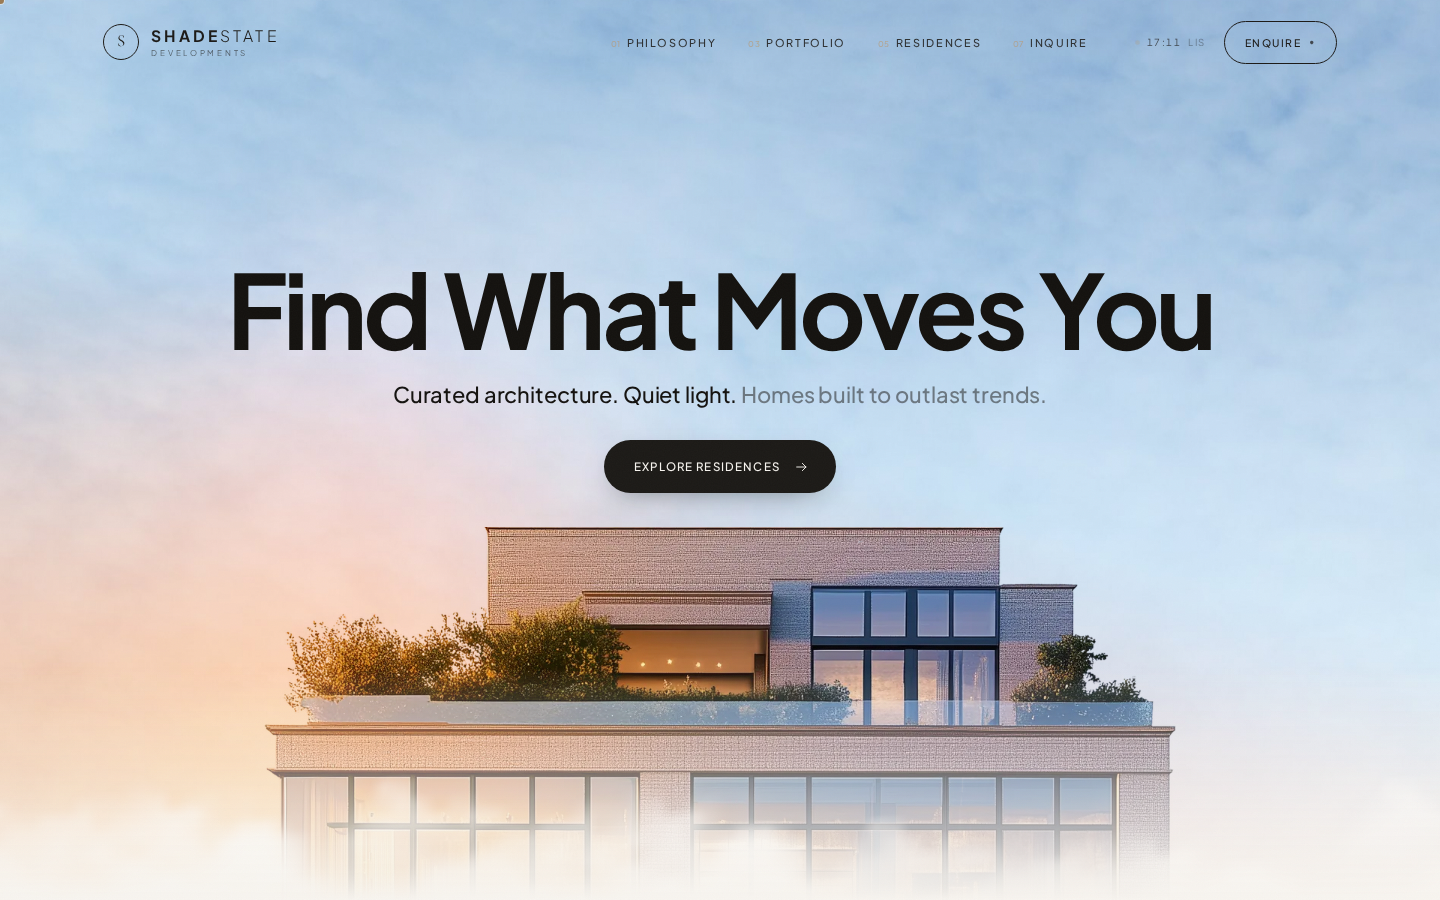 S
SHADESTATE
DEVELOPMENTS
PHILOSOPHY
PORTFOLIO
RESIDENCES
INQUIRE
17:11 LIS
ENQUIRE
Find What Moves You
Curated architecture. Quiet light. Homes built to outlast trends.
EXPLORE RESIDENCES →